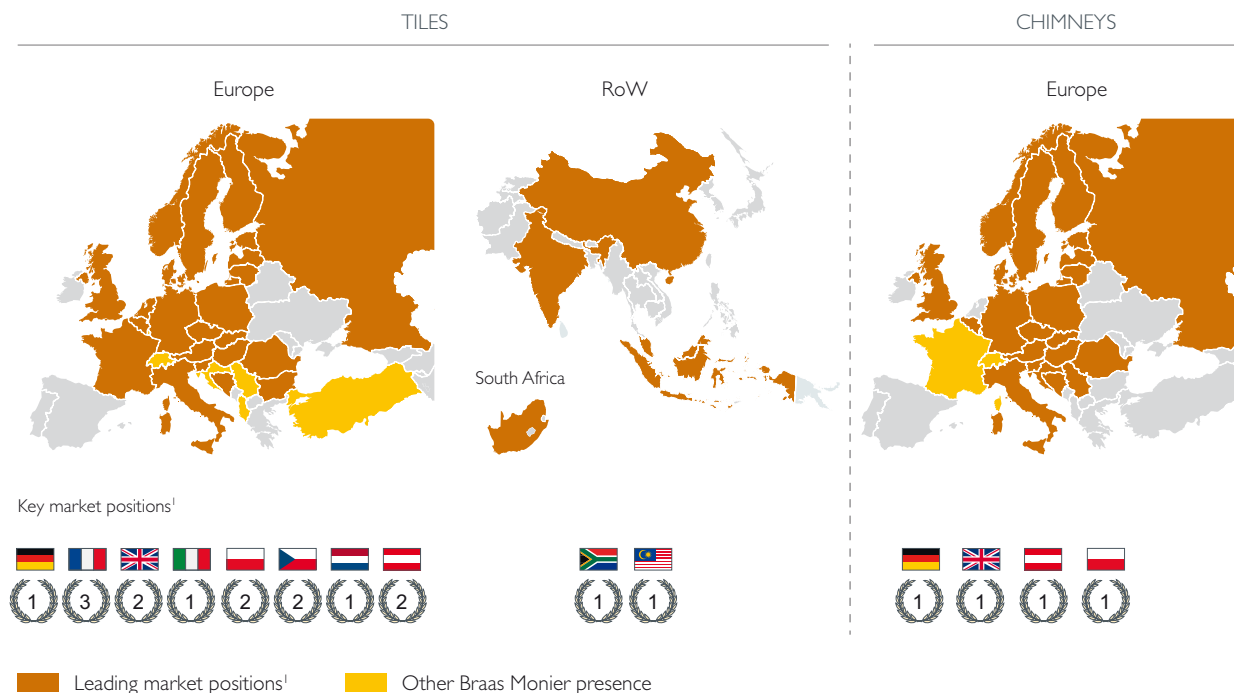 TILES
CHIMNEYS
Europe
RoW
Europe
South Africa
Key market positions¹
1 3 2 1 2 2 1 2
1 1
1 1 1 1
Leading market positions¹
Other Braas Monier presence